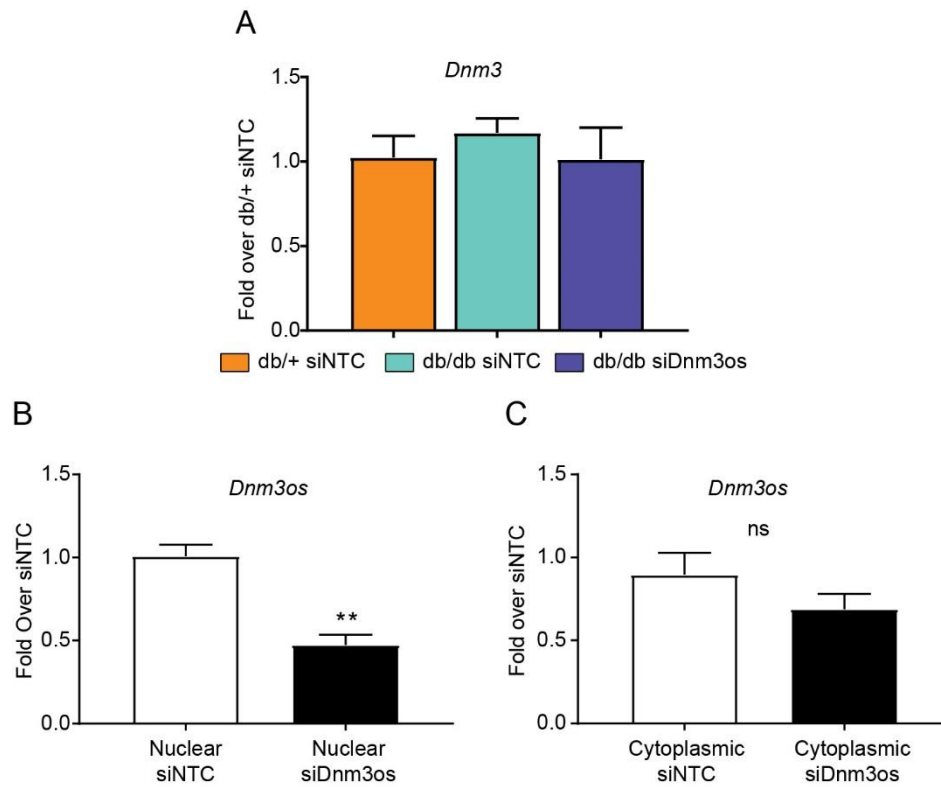 A
Dnm3
Fold over db/+ siNTC
1.5
1.0
0.5
0.0
db/+ siNTC db/db siNTC db/db siDnm3os
B
Dnm3os
Fold Over siNTC
1.5
1.0
0.5
0.0
**
Nuclear Nuclear
siNTC siDnm3os
C
Dnm3os
ns
Fold over siNTC
1.5
1.0
0.5
0.0
Cytoplasmic Cytoplasmic
siNTC siDnm3os